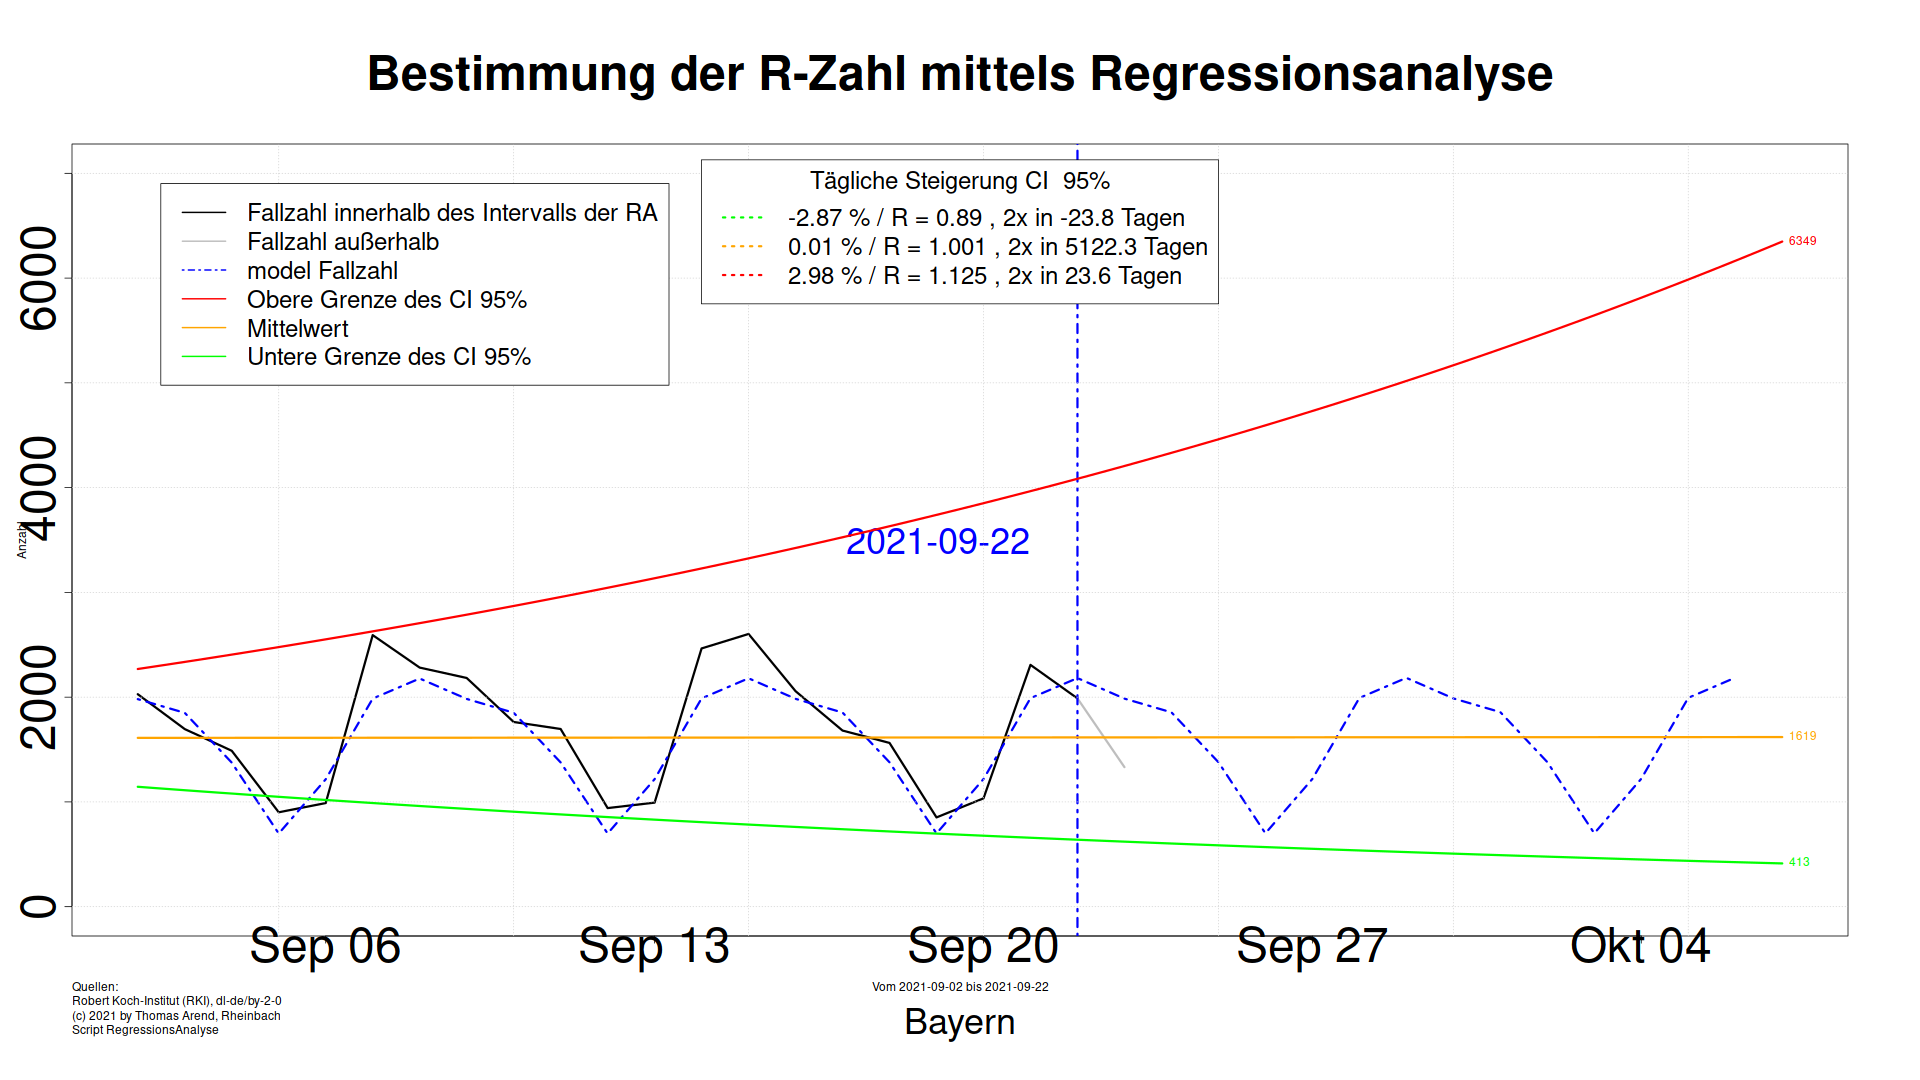 Bestimmung der R-Zahl mittels Regressionsanalyse
Fallzahl innerhalb des Intervalls der RA
Fallzahl außerhalb
model Fallzahl
Obere Grenze des CI 95%
Mittelwert
Untere Grenze des CI 95%
Tägliche Steigerung CI  95%
-2.87 % / R = 0.89 , 2x in -23.8 Tagen
0.01 % / R = 1.001 , 2x in 5122.3 Tagen
2.98 % / R = 1.125 , 2x in 23.6 Tagen
6349
6000
4000
Anzahl
2021-09-22
2000
1619
413
0
Sep 06
Sep 13
Sep 20
Sep 27
Okt 04
Quellen:
Robert Koch-Institut (RKI), dl-de/by-2-0
(c) 2021 by Thomas Arend, Rheinbach
Script RegressionsAnalyse
Vom 2021-09-02 bis 2021-09-22
Bayern